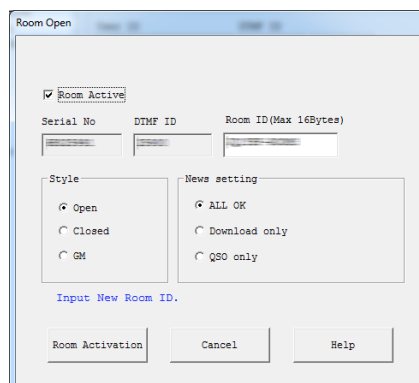 Room Open
Room Active
Serial No DTMF ID Room ID(Max 16Bytes)
Style News setting
Open ALL OK
Closed Download only
GM QSO only
Input New Room ID.
Room Activation Cancel Help